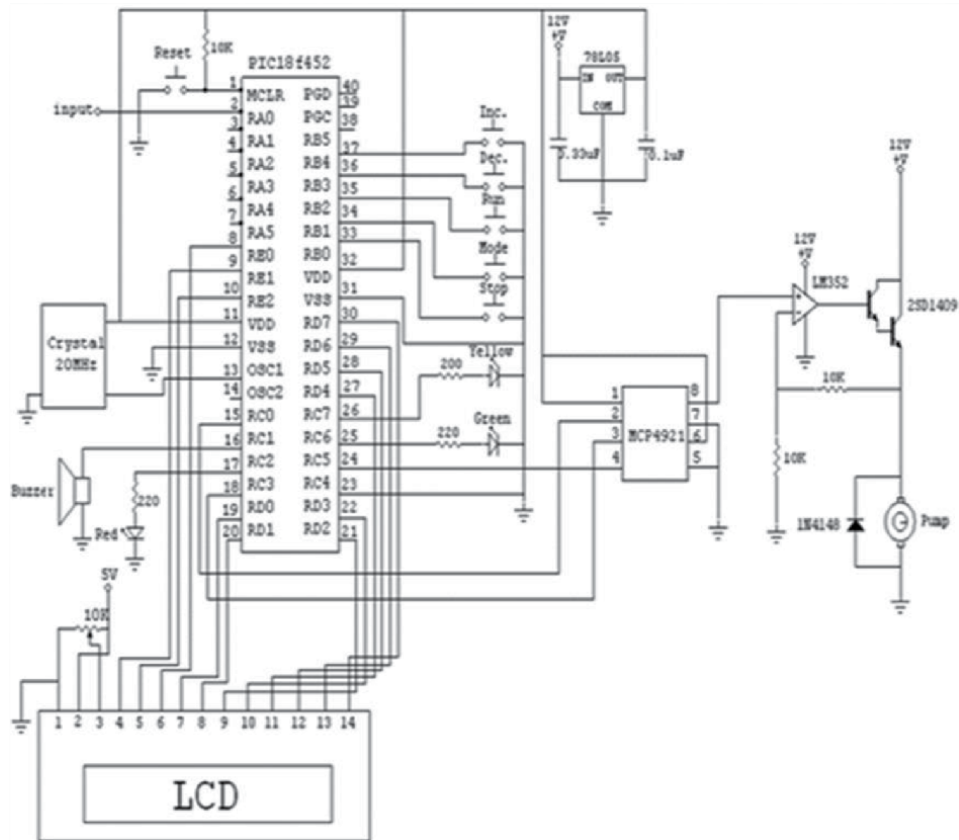 12V
+V
Reset
10K
PIC18f452
78L05
IN OUT
COM
0.33uF
0.1uF
input
1 MCLR PGD 40
2 RA0 PGC 39
3 RA1 RB5 38
4 RA2 RB4 37
5 RA3 RB3 36
6 RA4 RB2 35
7 RA5 RB1 34
8 RE0 RB0 33
9 RE1 VDD 32
10 RE2 VSS 31
11 VDD RD7 30
12 VSS RD6 29
13 OSC1 RD5 28
14 OSC2 RD4 27
15 RC0 RC7 26
16 RC1 RC6 25
17 RC2 RC5 24
18 RC3 RC4 23
19 RD0 RD3 22
20 RD1 RD2 21
Inc.
Dec.
Run
Mode
Stop
Crystal
20MHz
Yellow
200
Green
220
Buzzer
220
Red
5V
10K
12V
+V
LM352
12V
+V
2SD1409
1 8
2 7
3 MCP4921 6
4 5
10K
10K
1N4148
Pump
1 2 3 4 5 6 7 8 9 10 11 12 13 14
LCD